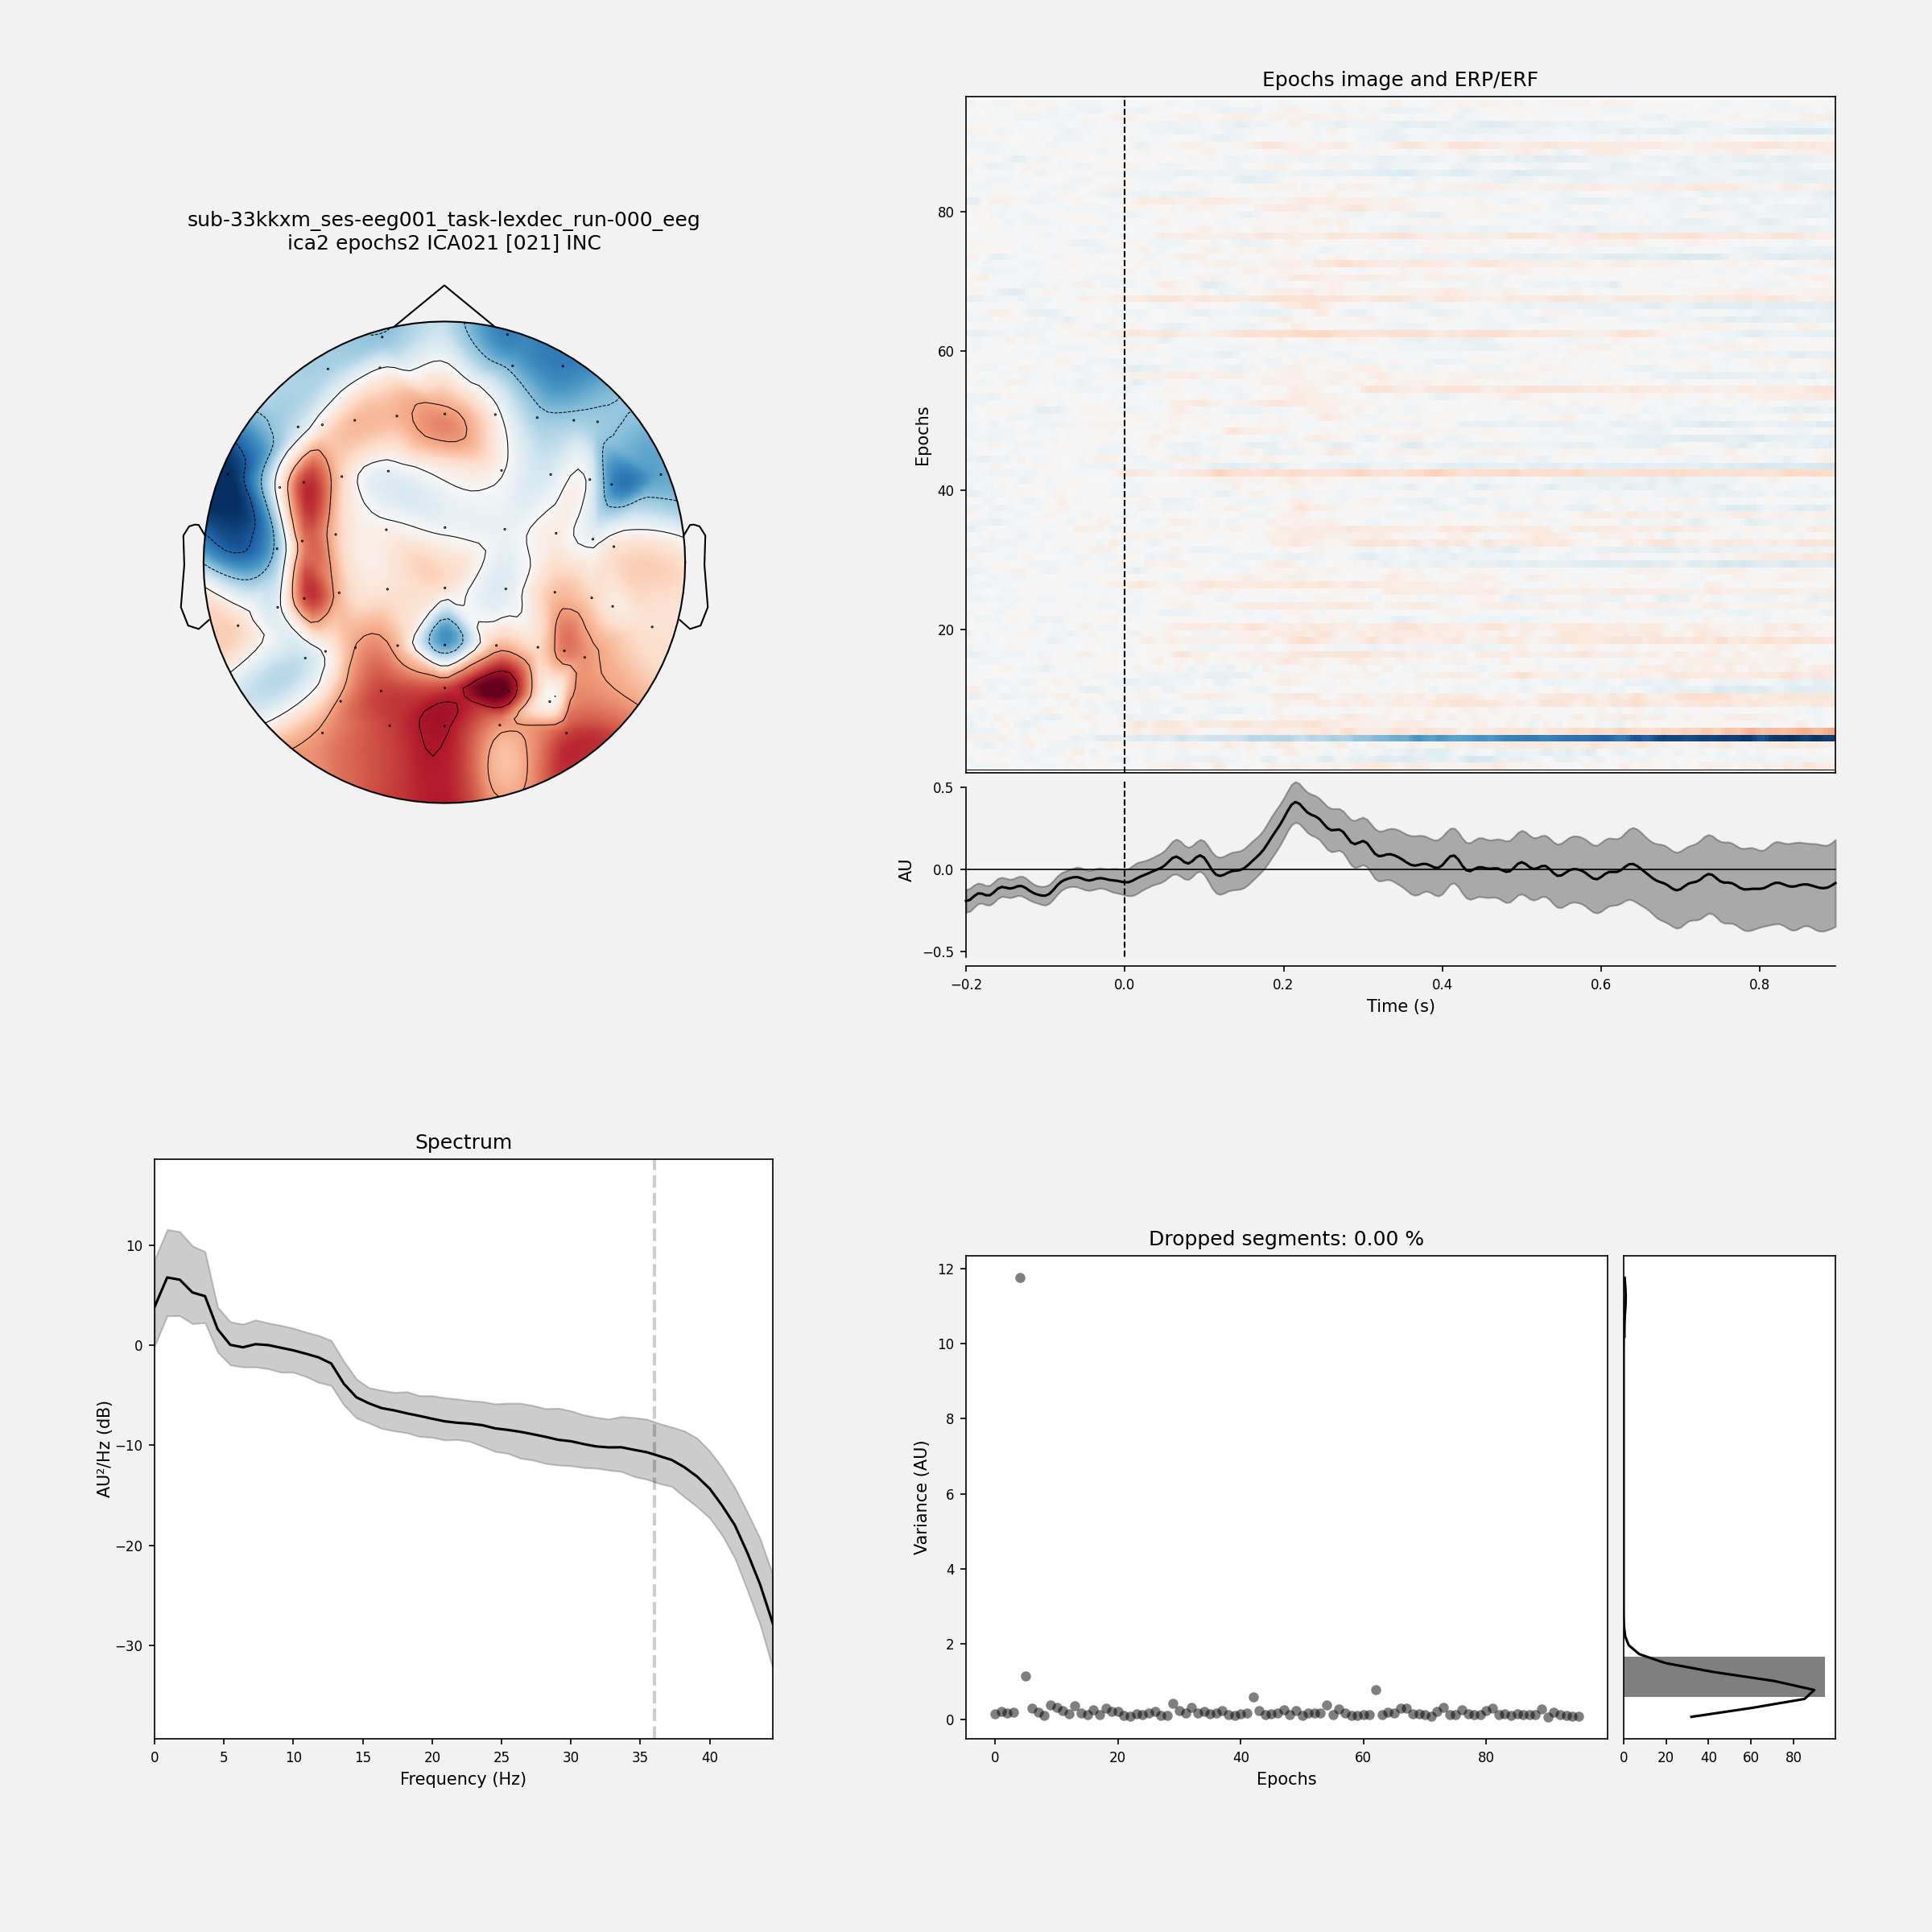 sub-33kkxm_ses-eeg001_task-lexdec_run-000_eeg
ica2 epochs2 ICA021 [021] INC
Epochs image and ERP/ERF
Epochs
80
60
40
20
AU
0.5
0.0
−0.5
−0.2 0.0 0.2 0.4 0.6 0.8
Time (s)
Spectrum
AU²/Hz (dB)
10
0
−10
−20
−30
0 5 10 15 20 25 30 35 40
Frequency (Hz)
Dropped segments: 0.00 %
Variance (AU)
12
10
8
6
4
2
0
0 20 40 60 80
Epochs
0 20 40 60 80